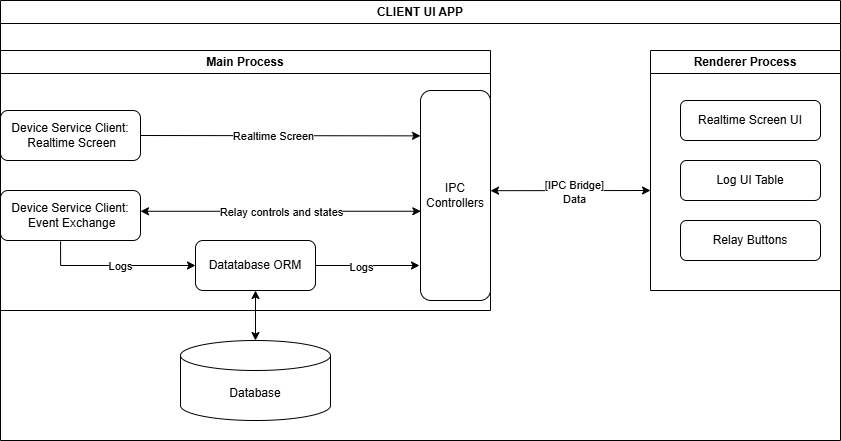 CLIENT UI APP
Main Process
Renderer Process
Device Service Client:
Realtime Screen
Realtime Screen
Device Service Client:
Event Exchange
Relay controls and states
Logs
Datatabase ORM
Logs
IPC
Controllers
[IPC Bridge]
Data
Realtime Screen UI
Log UI Table
Relay Buttons
Database